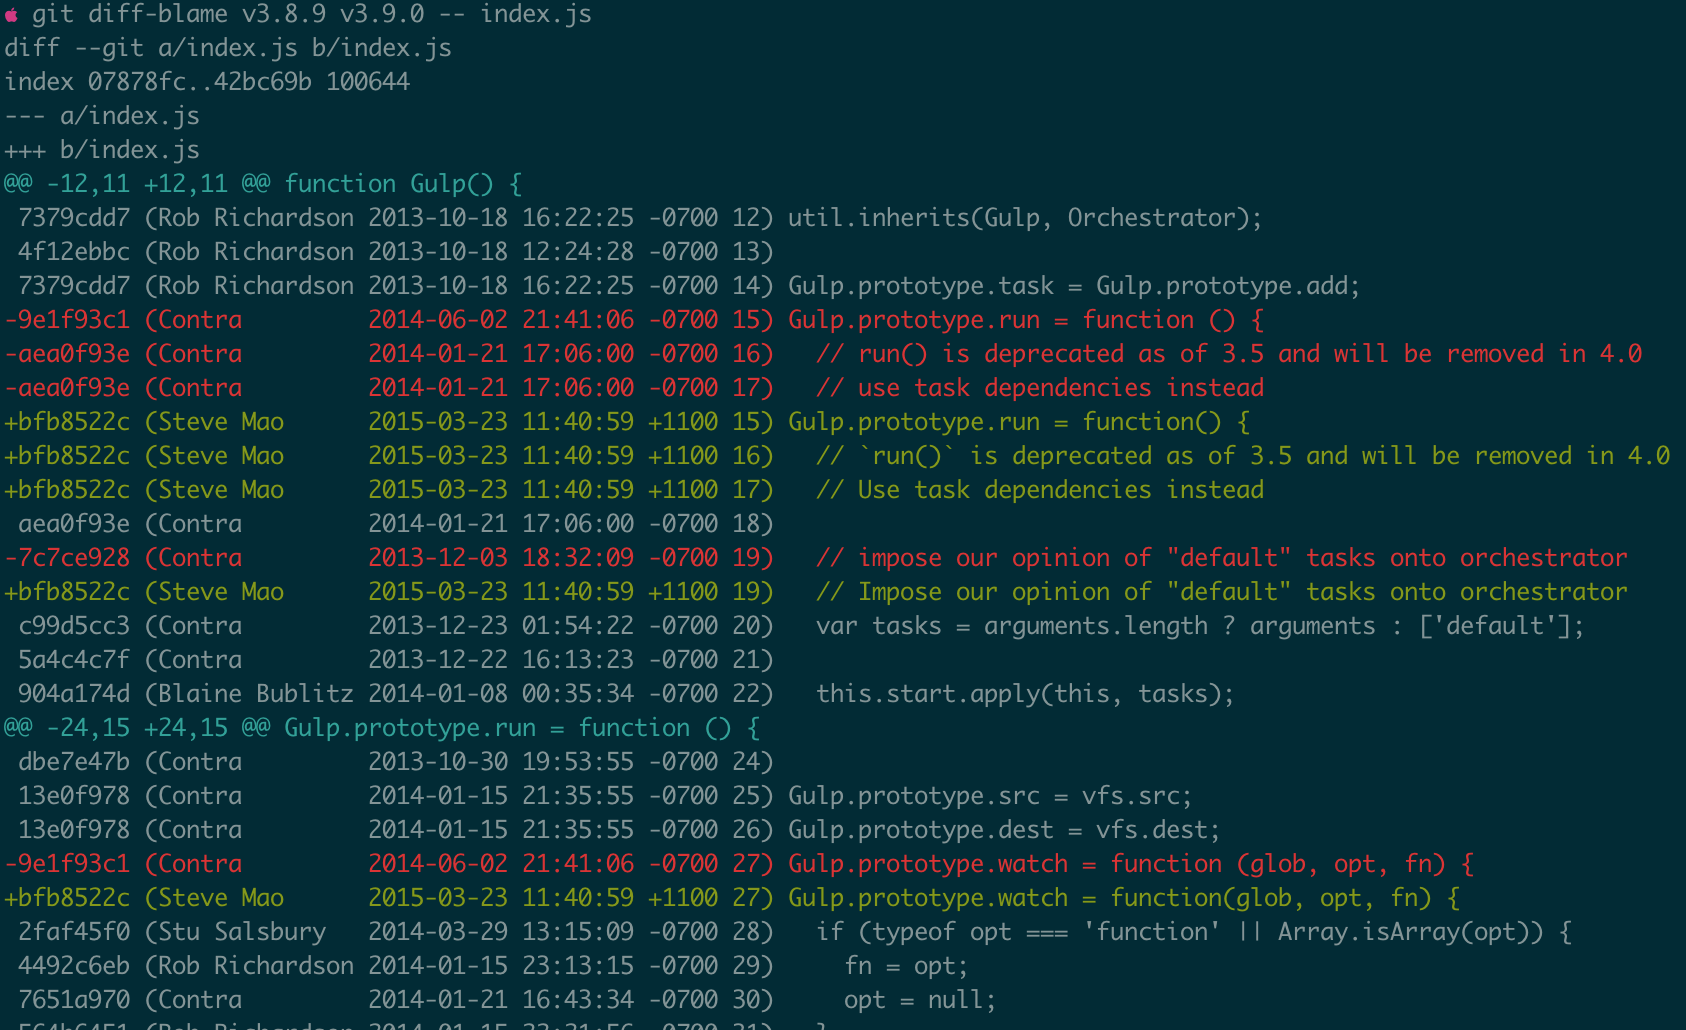 git diff-blame v3.8.9 v3.9.0 -- index.js
diff --git a/index.js b/index.js
index 07878fc..42bc69b 100644
--- a/index.js
+++ b/index.js
@@ -12,11 +12,11 @@ function Gulp() {
 7379cdd7 (Rob Richardson 2013-10-18 16:22:25 -0700 12) util.inherits(Gulp, Orchestrator);
 4f12ebbc (Rob Richardson 2013-10-18 12:24:28 -0700 13)
 7379cdd7 (Rob Richardson 2013-10-18 16:22:25 -0700 14) Gulp.prototype.task = Gulp.prototype.add;
-9e1f93c1 (Contra         2014-06-02 21:41:06 -0700 15) Gulp.prototype.run = function () {
-aea0f93e (Contra         2014-01-21 17:06:00 -0700 16)   // run() is deprecated as of 3.5 and will be removed in 4.0
-aea0f93e (Contra         2014-01-21 17:06:00 -0700 17)   // use task dependencies instead
+bfb8522c (Steve Mao      2015-03-23 11:40:59 +1100 15) Gulp.prototype.run = function() {
+bfb8522c (Steve Mao      2015-03-23 11:40:59 +1100 16)   // `run()` is deprecated as of 3.5 and will be removed in 4.0
+bfb8522c (Steve Mao      2015-03-23 11:40:59 +1100 17)   // Use task dependencies instead
 aea0f93e (Contra         2014-01-21 17:06:00 -0700 18)
-7c7ce928 (Contra         2013-12-03 18:32:09 -0700 19)   // impose our opinion of "default" tasks onto orchestrator
+bfb8522c (Steve Mao      2015-03-23 11:40:59 +1100 19)   // Impose our opinion of "default" tasks onto orchestrator
 c99d5cc3 (Contra         2013-12-23 01:54:22 -0700 20)   var tasks = arguments.length ? arguments : ['default'];
 5a4c4c7f (Contra         2013-12-22 16:13:23 -0700 21)
 904a174d (Blaine Bublitz 2014-01-08 00:35:34 -0700 22)   this.start.apply(this, tasks);
@@ -24,15 +24,15 @@ Gulp.prototype.run = function () {
 dbe7e47b (Contra         2013-10-30 19:53:55 -0700 24)
 13e0f978 (Contra         2014-01-15 21:35:55 -0700 25) Gulp.prototype.src = vfs.src;
 13e0f978 (Contra         2014-01-15 21:35:55 -0700 26) Gulp.prototype.dest = vfs.dest;
-9e1f93c1 (Contra         2014-06-02 21:41:06 -0700 27) Gulp.prototype.watch = function (glob, opt, fn) {
+bfb8522c (Steve Mao      2015-03-23 11:40:59 +1100 27) Gulp.prototype.watch = function(glob, opt, fn) {
 2faf45f0 (Stu Salsbury   2014-03-29 13:15:09 -0700 28)   if (typeof opt === 'function' || Array.isArray(opt)) {
 4492c6eb (Rob Richardson 2014-01-15 23:13:15 -0700 29)     fn = opt;
 7651a970 (Contra         2014-01-21 16:43:34 -0700 30)     opt = null;